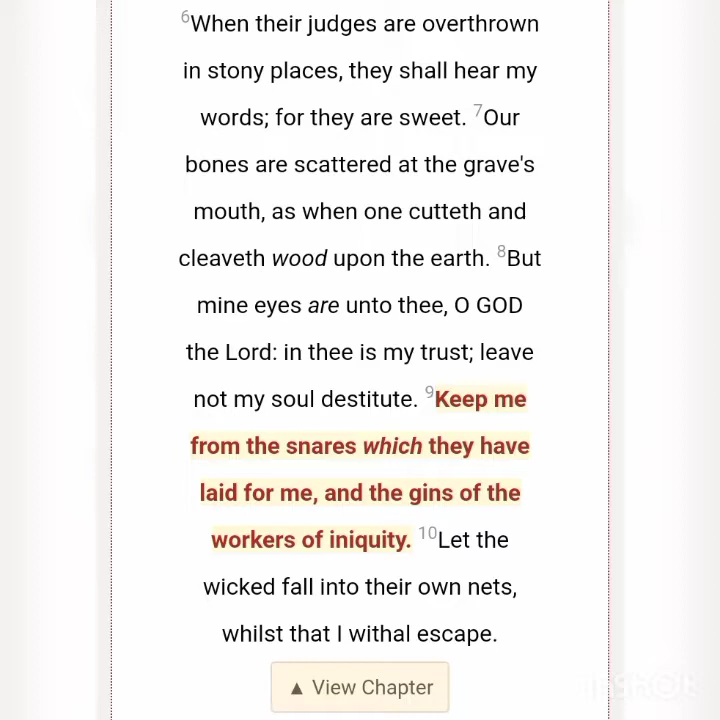 6When their judges are overthrown
in stony places, they shall hear my
words; for they are sweet. 7Our
bones are scattered at the grave's
mouth, as when one cutteth and
cleaveth wood upon the earth. 8But
mine eyes are unto thee, O GOD
the Lord: in thee is my trust; leave
not my soul destitute. 9Keep me
from the snares which they have
laid for me, and the gins of the
workers of iniquity. 10Let the
wicked fall into their own nets,
whilst that I withal escape.
▲ View Chapter